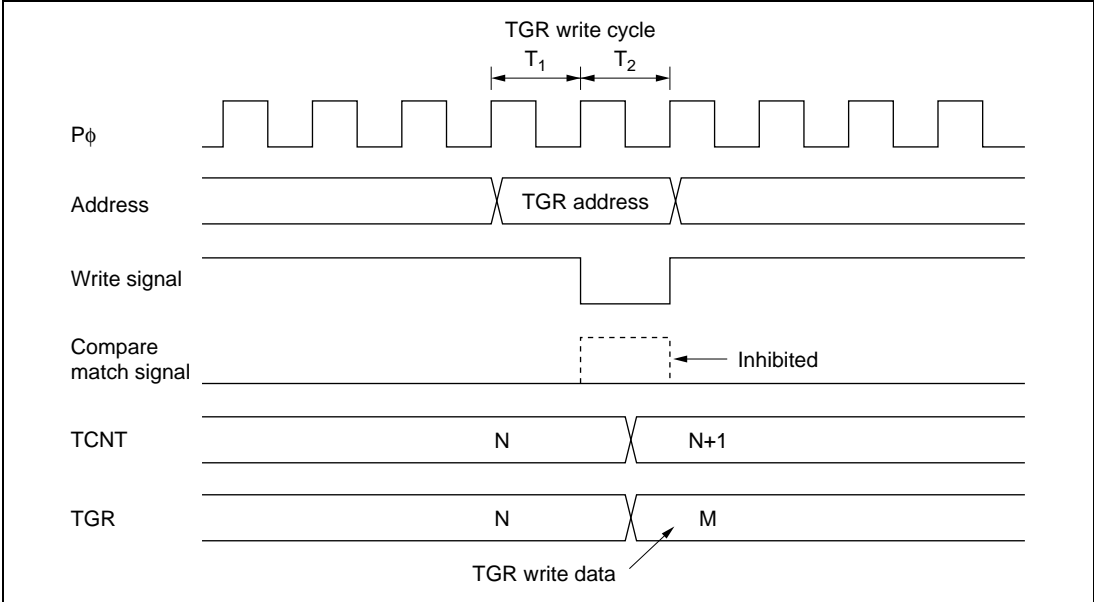 TGR write cycle
T1 T2
Pϕ
Address
TGR address
Write signal
Compare
match signal
Inhibited
TCNT
N
N+1
TGR
N
M
TGR write data